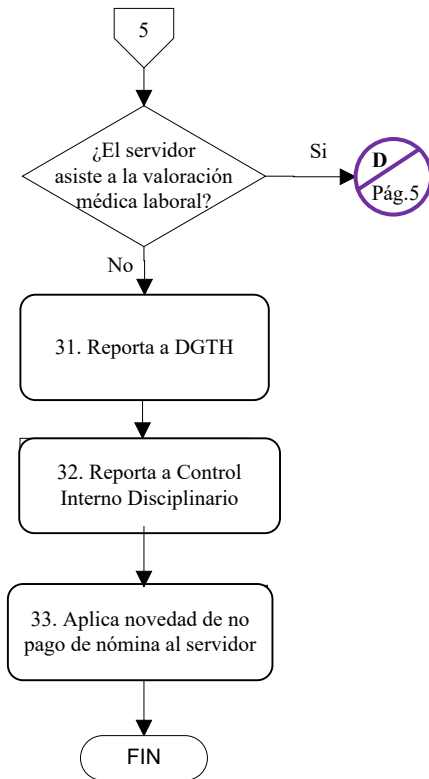 5
¿El servidor
asiste a la valoración
médica laboral?
Si
D
Pág.5
No
31. Reporta a DGTH
32. Reporta a Control
Interno Disciplinario
33. Aplica novedad de no
pago de nómina al servidor
FIN